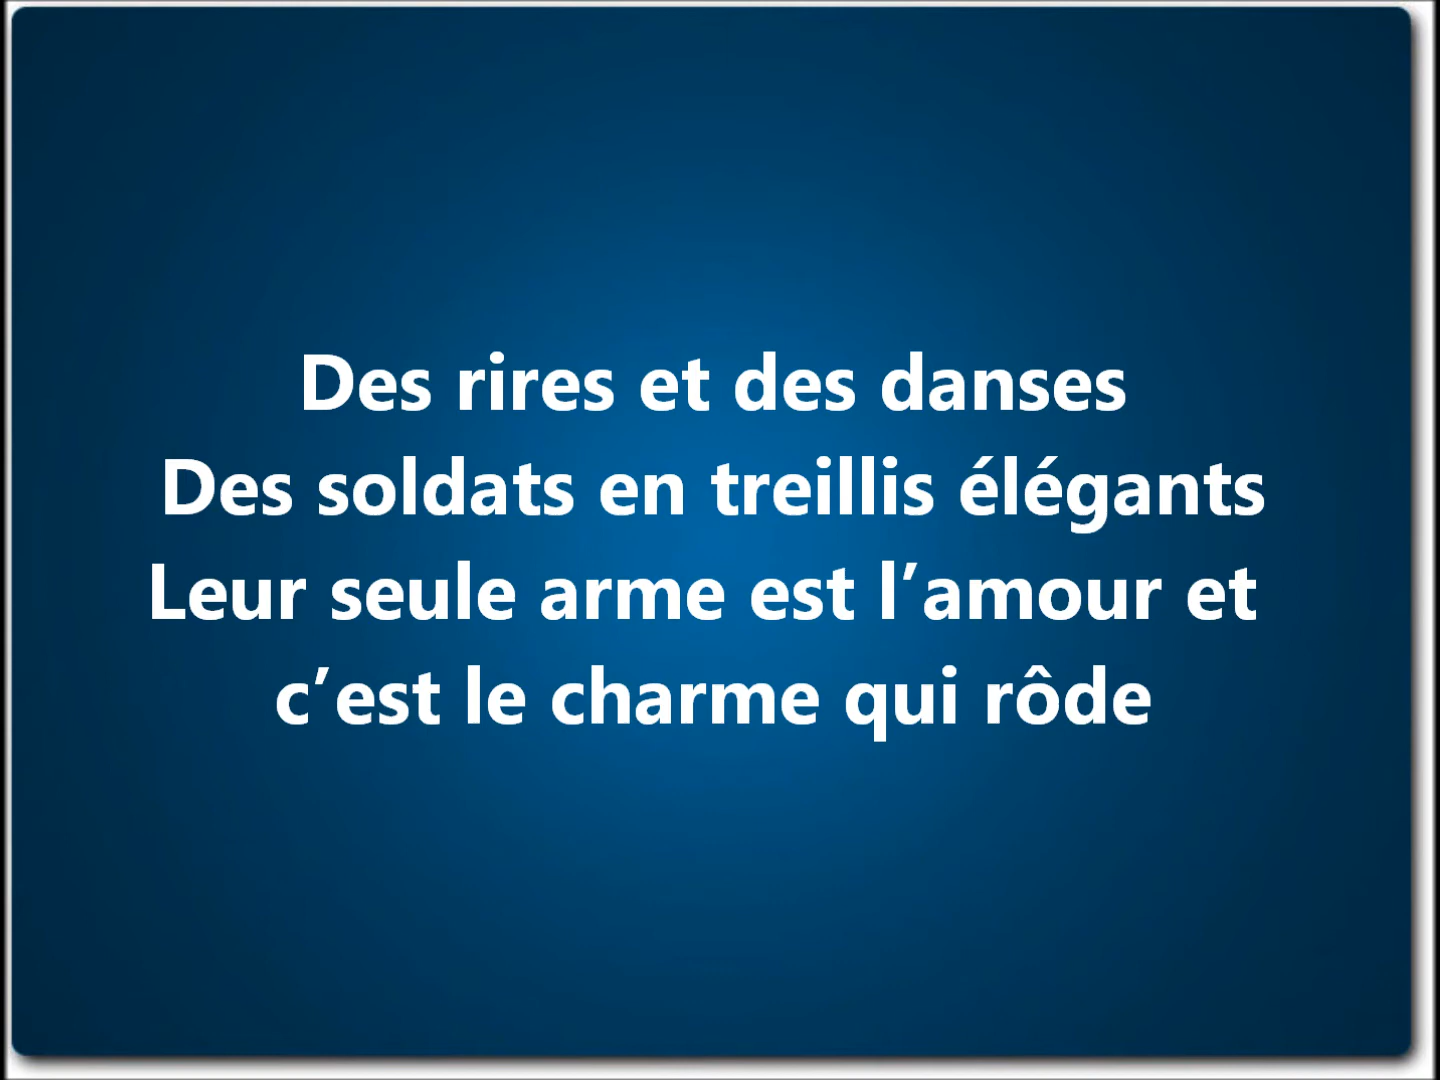 Des rires et des danses
Des soldats en treillis élégants
Leur seule arme est l’amour et
c’est le charme qui rôde